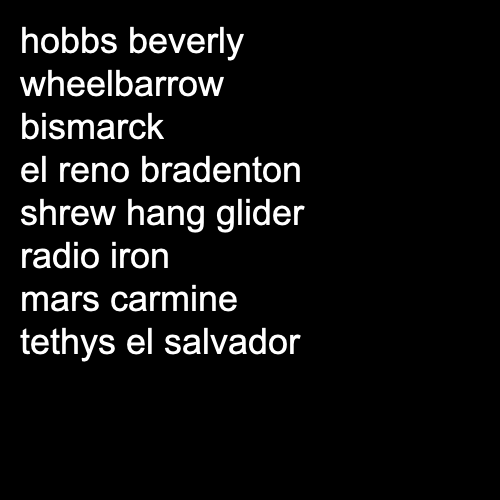 hobbs beverly
wheelbarrow
bismarck
el reno bradenton
shrew hang glider
radio iron
mars carmine
tethys el salvador